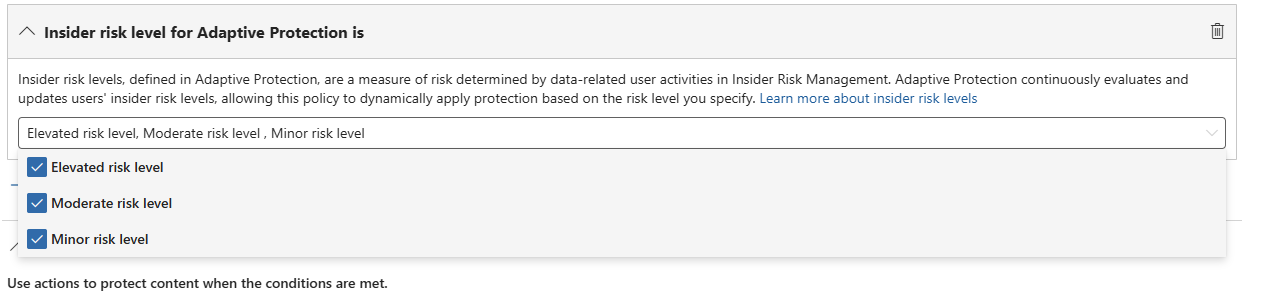 Insider risk level for Adaptive Protection is
Insider risk levels, defined in Adaptive Protection, are a measure of risk determined by data-related user activities in Insider Risk Management. Adaptive Protection continuously evaluates and
updates users' insider risk levels, allowing this policy to dynamically apply protection based on the risk level you specify. Learn more about insider risk levels
Elevated risk level, Moderate risk level , Minor risk level
Elevated risk level
Moderate risk level
Minor risk level
Use actions to protect content when the conditions are met.